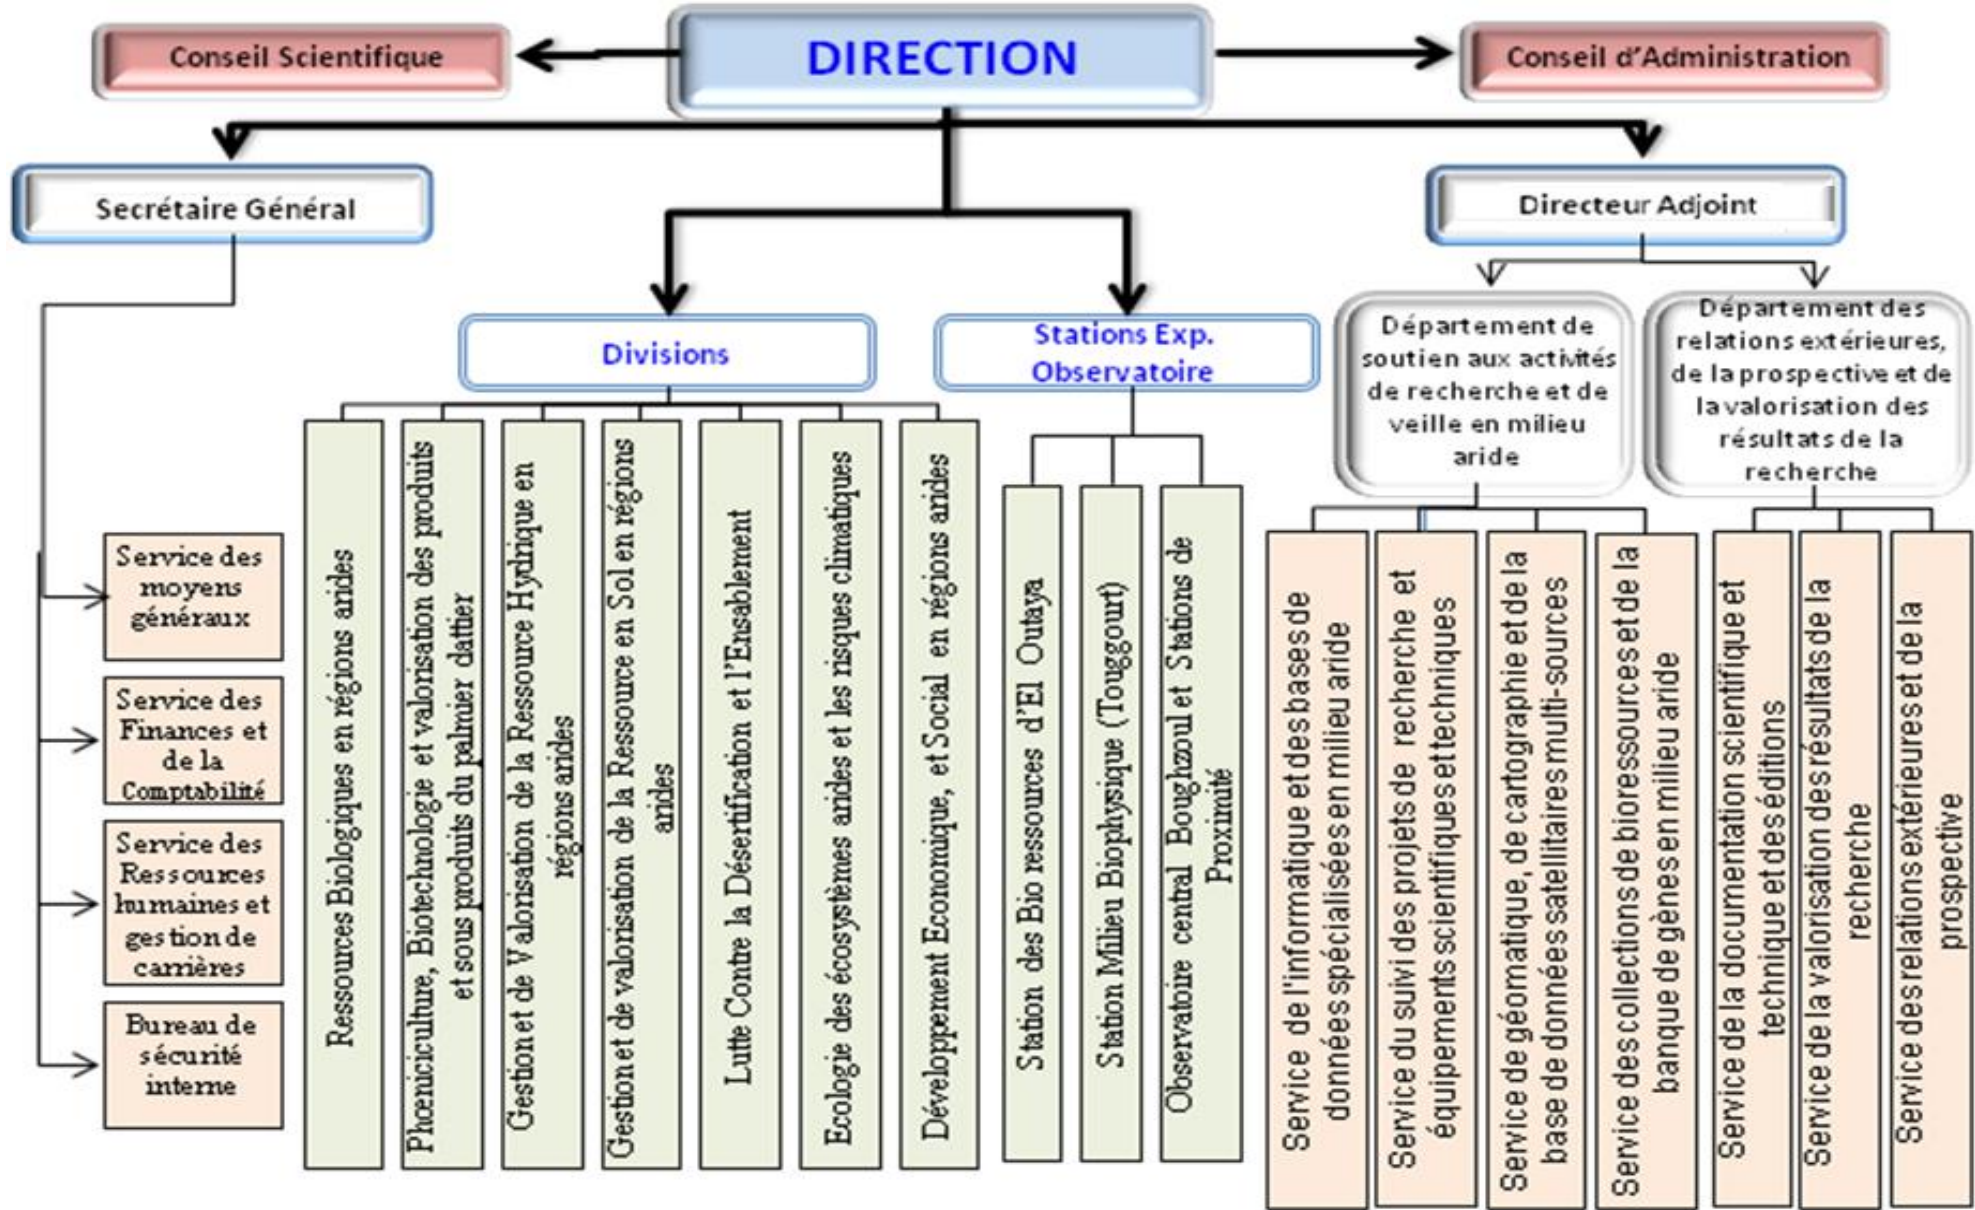 Conseil Scientifique
DIRECTION
Conseil d'Administration
Secrétaire Général
Directeur Adjoint
Divisions
Stations Exp.
Observatoire
Département de
soutien aux activités
de recherche et de
veille en milieu
aride
Département des
relations extérieures,
de la prospective et de
la valorisation des
résultats de la
recherche
Service des
moyens
généraux
Service des
Finances et
de la
Comptabilité
Service des
Ressources
humaines et
gestion de
carrières
Bureau de
sécurité
interne
Ressources Biologiques en régions arides
Phœniciculture, Biotechnologie et valorisation des produits
et sous produits du palmier dattier
Gestion et de Valorisation de la Ressource Hydrique en
régions arides
Gestion et de valorisation de la Ressource en Sol en régions
arides
Lutte Contre la Désertification et l'Ensablement
Ecologie des écosystèmes arides et les risques climatiques
Développement Economique, et Social en régions arides
Station des Bio ressources d'El Outaya
Station Milieu Biophysique (Touggourt)
Observatoire central Boughzoul et Stations de
Proximité
Service de l'informatique et des bases de
données spécialisées en milieu aride
Service du suivi des projets de recherche et
équipements scientifiques et techniques
Service de géomatique, de cartographie et de la
base de données satellitaires multi-sources
Service des collections de bioressources et de la
banque de gènes en milieu aride
Service de la documentation scientifique et
technique et des éditions
Service de la valorisation des résultats de la
recherche
Service des relations extérieures et de la
prospective